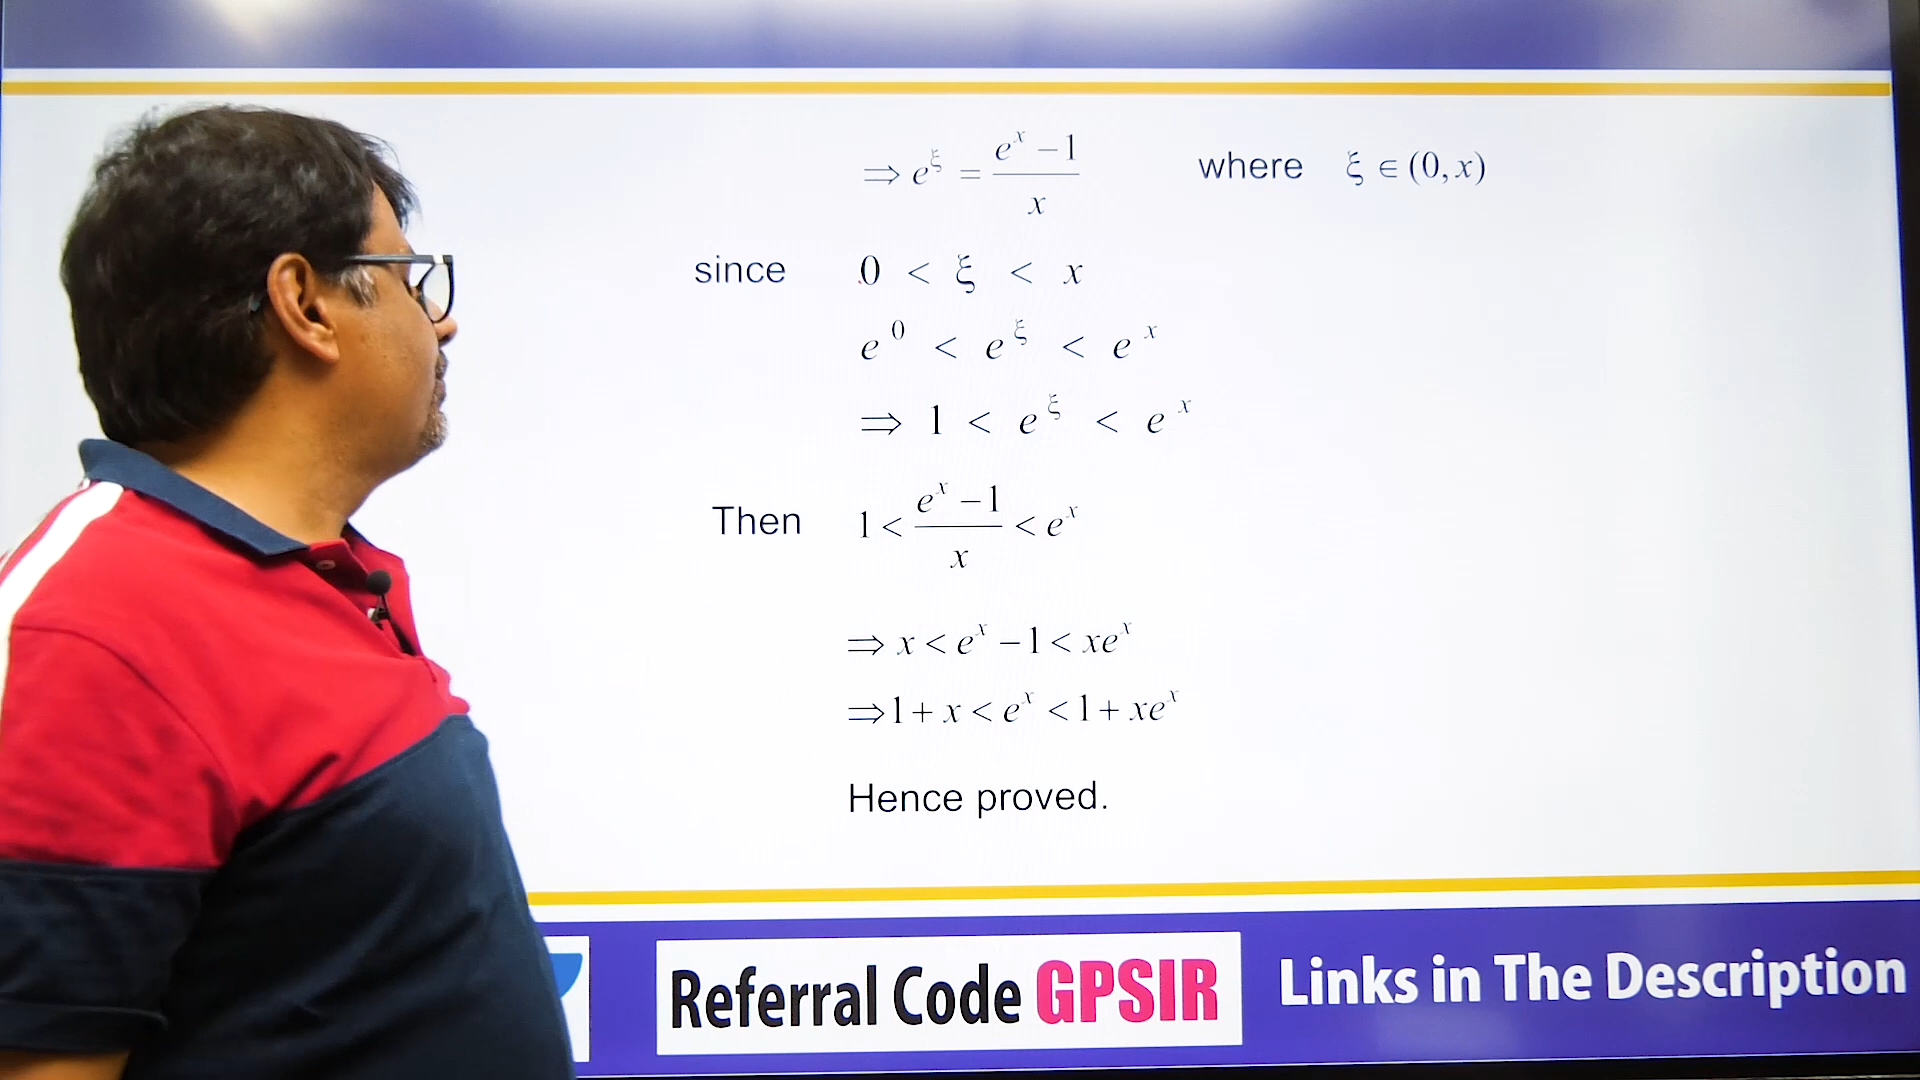 ⇒ e^ξ = (e^x − 1)/x where ξ ∈ (0, x)
since 0 < ξ < x
e^0 < e^ξ < e^x
⇒ 1 < e^ξ < e^x
Then 1 < (e^x − 1)/x < e^x
⇒ x < e^x − 1 < xe^x
⇒ 1 + x < e^x < 1 + xe^x
Hence proved.
Referral Code GPSIR
Links in The Description